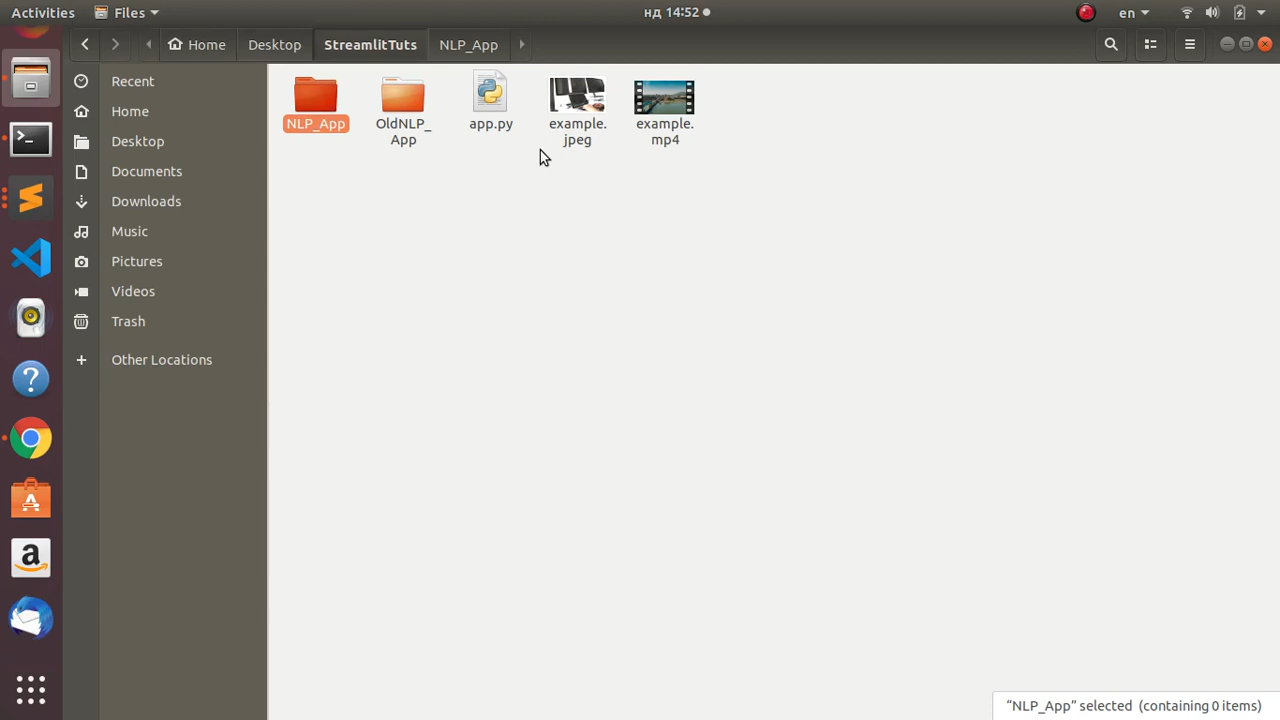 Activities
Files
нд 14:52
en
Home
Desktop
StreamlitTuts
NLP_App
Recent
Home
Desktop
Documents
Downloads
Music
Pictures
Videos
Trash
+ Other Locations
NLP_App
OldNLP_
App
app.py
example.
jpeg
example.
mp4
“NLP_App” selected (containing 0 items)